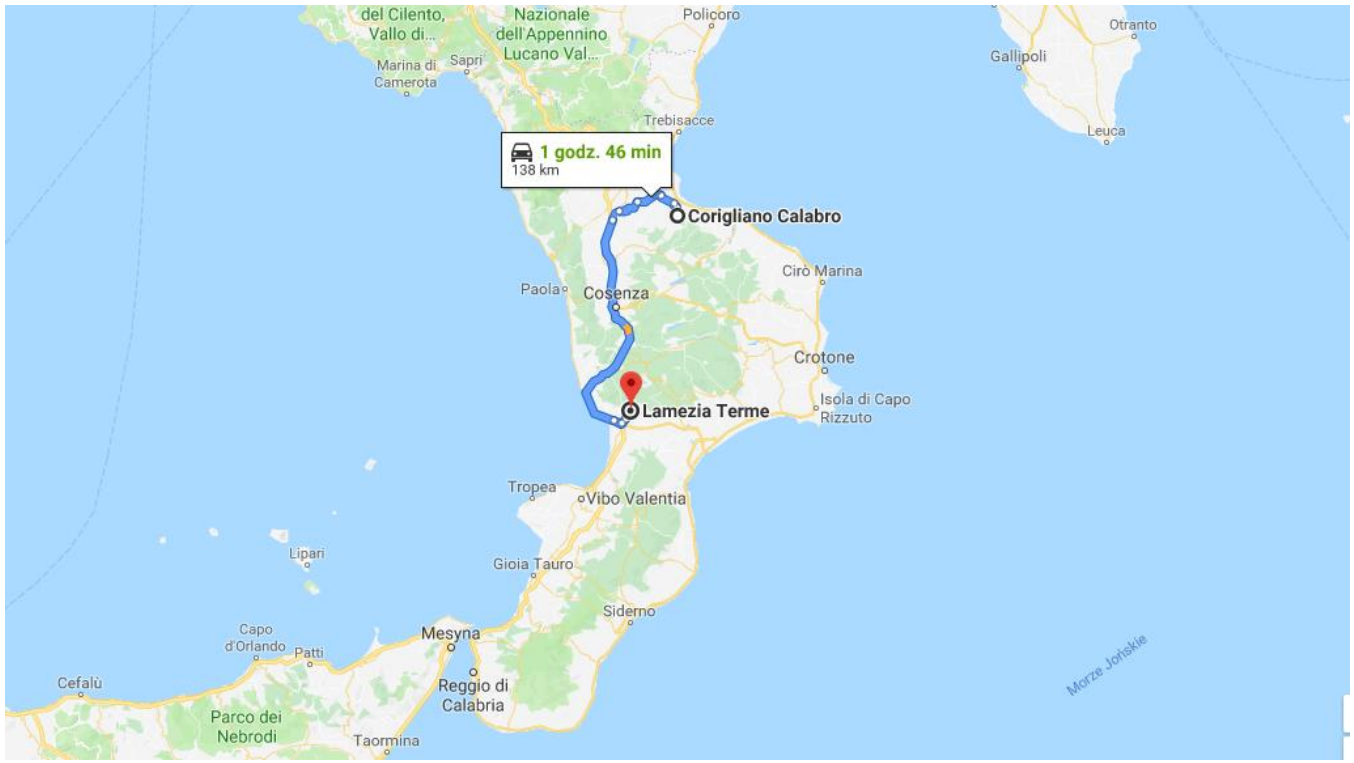 del Cilento,
Vallo di...
Nazionale
dell'Appennino
Lucano Val...
Policoro
Otranto
Gallipoli
Marina di
Camerota
Sapri
Trebisacce
Leuca
1 godz. 46 min
138 km
Corigliano Calabro
Cirò Marina
Paola
Cosenza
Crotone
Isola di Capo
Rizzuto
Lamezia Terme
Tropea
Vibo Valentia
Lipari
Gioia Tauro
Siderno
Capo
d'Orlando
Patti
Mesyna
Morze Jońskie
Cefalù
Reggio di
Calabria
Parco dei
Nebrodi
Taormina